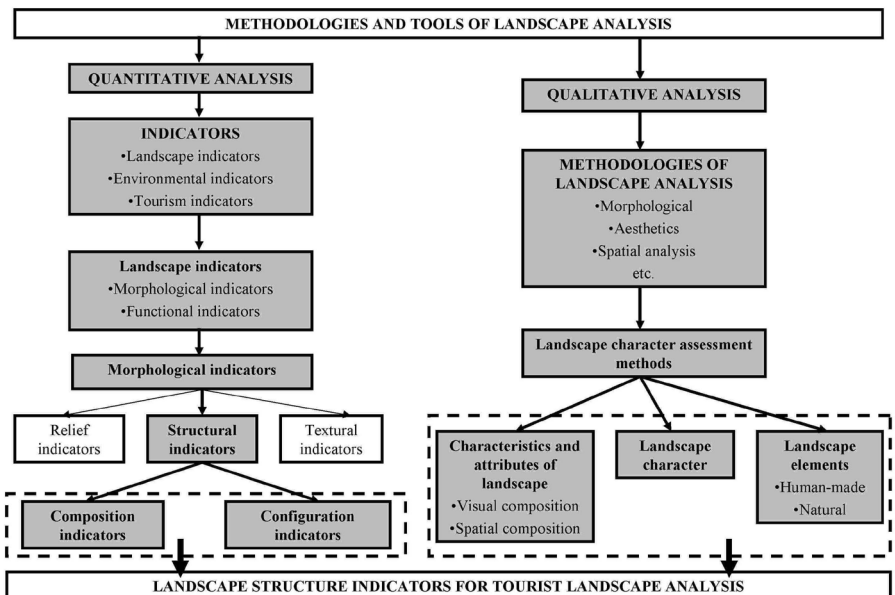 METHODOLOGIES AND TOOLS OF LANDSCAPE ANALYSIS
QUANTITATIVE ANALYSIS
INDICATORS
•Landscape indicators
•Environmental indicators
•Tourism indicators
Landscape indicators
•Morphological indicators
•Functional indicators
Morphological indicators
Relief
indicators
Structural
indicators
Textural
indicators
Composition
indicators
Configuration
indicators
QUALITATIVE ANALYSIS
METHODOLOGIES OF
LANDSCAPE ANALYSIS
•Morphological
•Aesthetics
•Spatial analysis
etc.
Landscape character assessment
methods
Characteristics and
attributes of
landscape
•Visual composition
•Spatial composition
Landscape
character
Landscape
elements
•Human-made
•Natural
LANDSCAPE STRUCTURE INDICATORS FOR TOURIST LANDSCAPE ANALYSIS